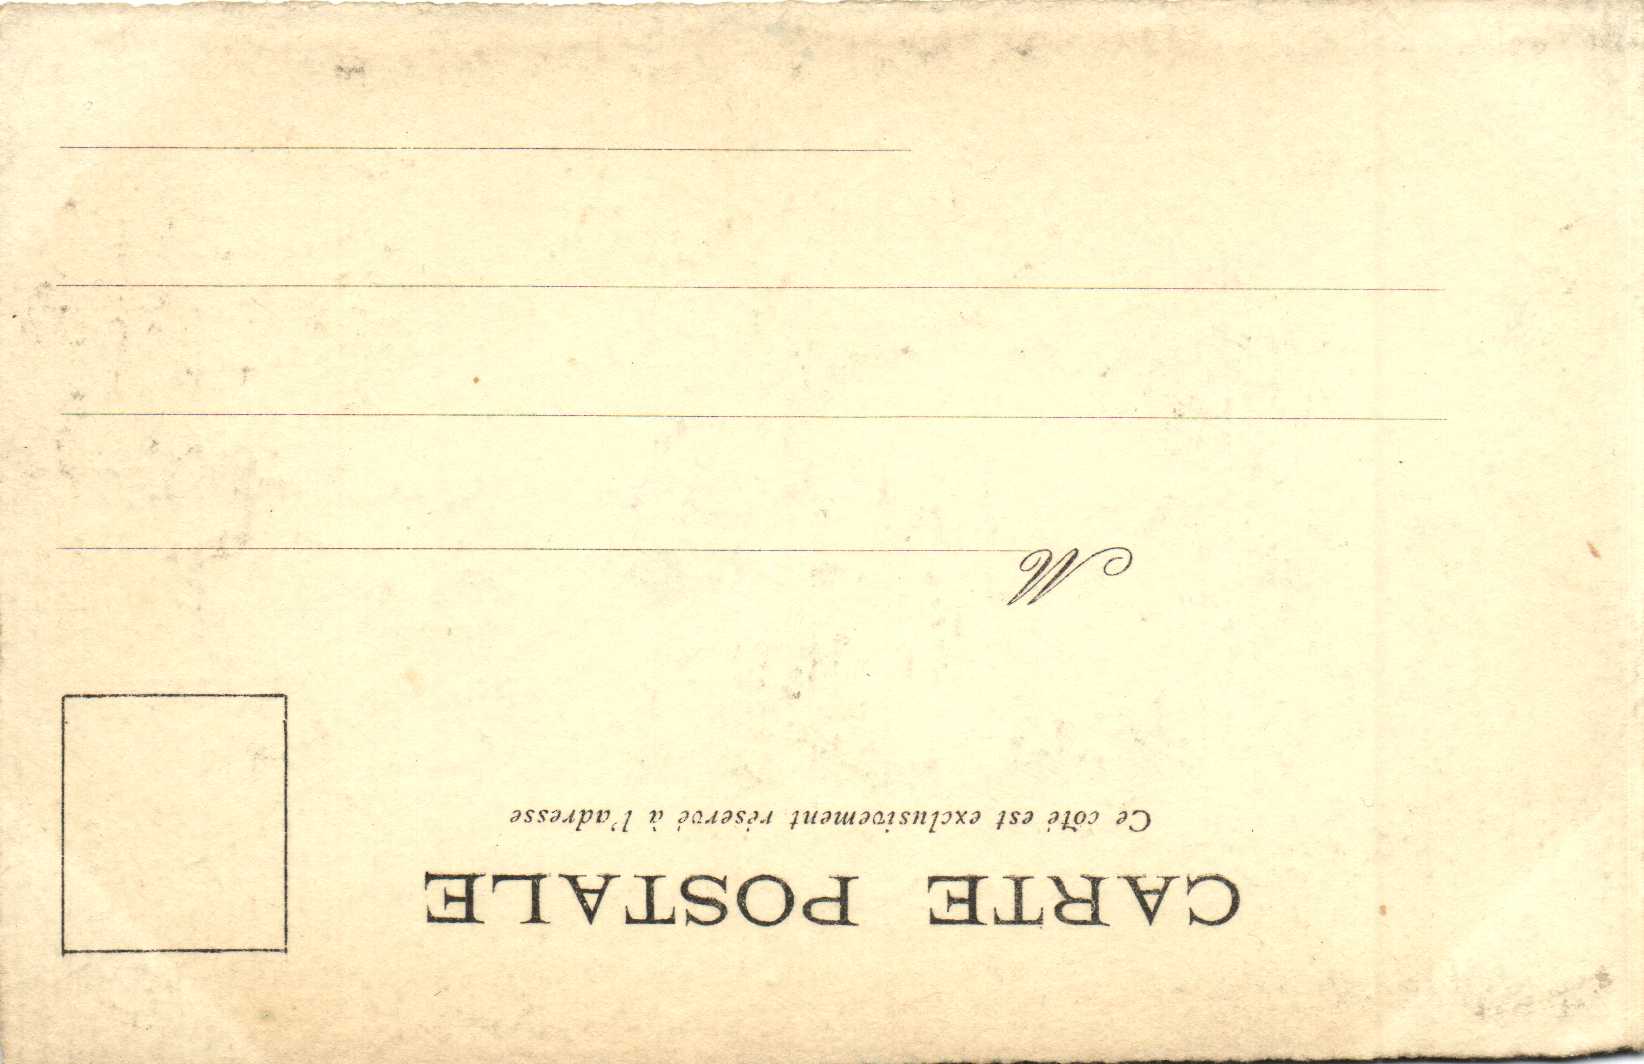 CARTE POSTALE
Ce côté est exclusivement réservé à l'adresse
M